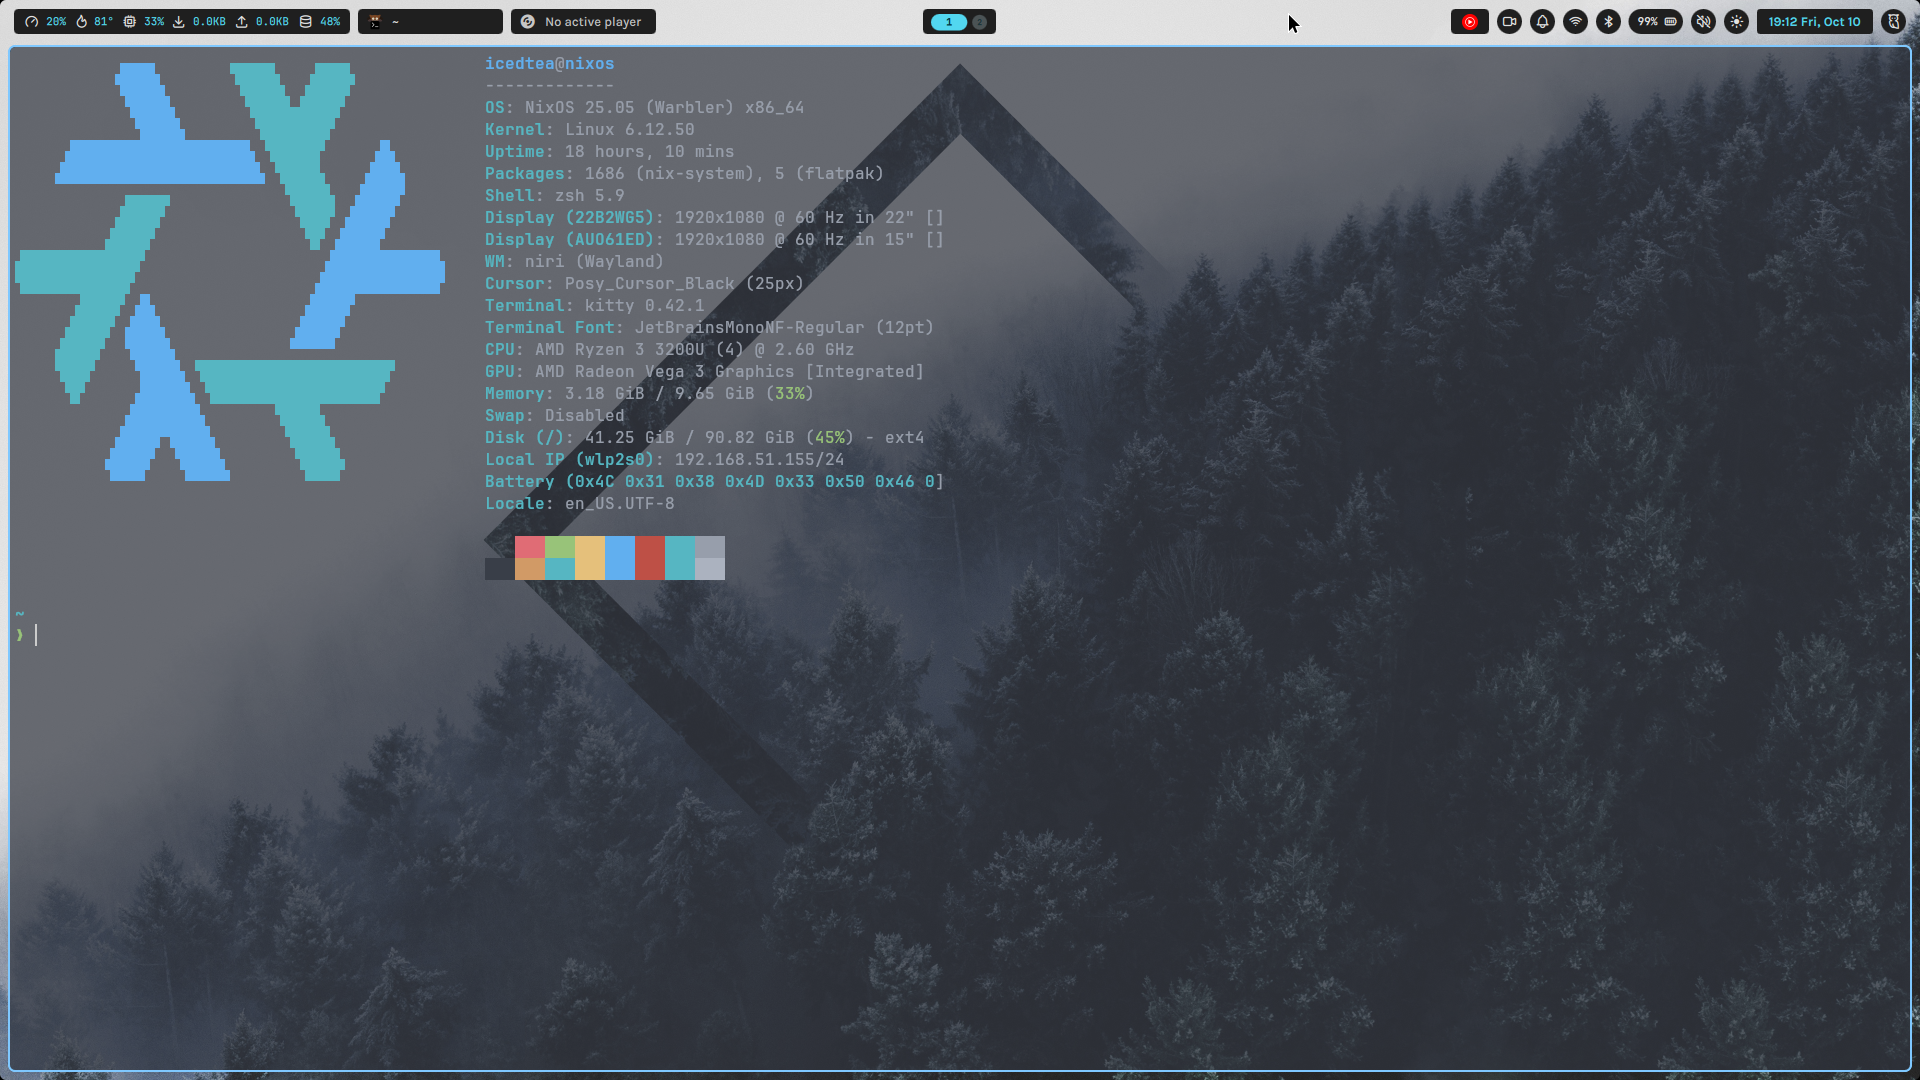 20% 81° 33% 0.0KB 0.0KB 48% ~ No active player 1 2 99% 19:12 Fri, Oct 10
icedtea@nixos
-------------
OS: NixOS 25.05 (Warbler) x86_64
Kernel: Linux 6.12.50
Uptime: 18 hours, 10 mins
Packages: 1686 (nix-system), 5 (flatpak)
Shell: zsh 5.9
Display (22B2WG5): 1920x1080 @ 60 Hz in 22" []
Display (AUO61ED): 1920x1080 @ 60 Hz in 15" []
WM: niri (Wayland)
Cursor: Posy_Cursor_Black (25px)
Terminal: kitty 0.42.1
Terminal Font: JetBrainsMonoNF-Regular (12pt)
CPU: AMD Ryzen 3 3200U (4) @ 2.60 GHz
GPU: AMD Radeon Vega 3 Graphics [Integrated]
Memory: 3.18 GiB / 9.65 GiB (33%)
Swap: Disabled
Disk (/): 41.25 GiB / 90.82 GiB (45%) - ext4
Local IP (wlp2s0): 192.168.51.155/24
Battery (0x4C 0x31 0x38 0x4D 0x33 0x50 0x46 0]
Locale: en_US.UTF-8
~
❯